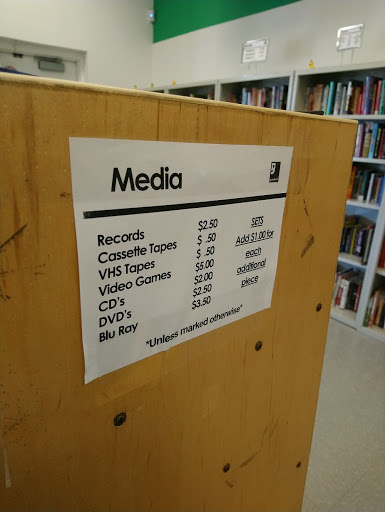 Media
Records $2.50
Cassette Tapes $ .50
VHS Tapes $ .50
Video Games $5.00
CD's $2.00
DVD's $2.50
Blu Ray $3.50
SETS
Add $1.00 for
each
additional
piece
*Unless marked otherwise*